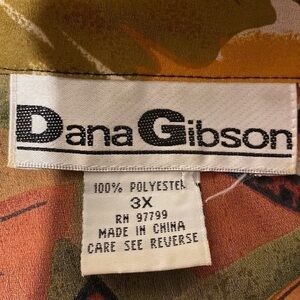 Dana Gibson
100% POLYESTER
3X
RN 97799
MADE IN CHINA
CARE SEE REVERSE